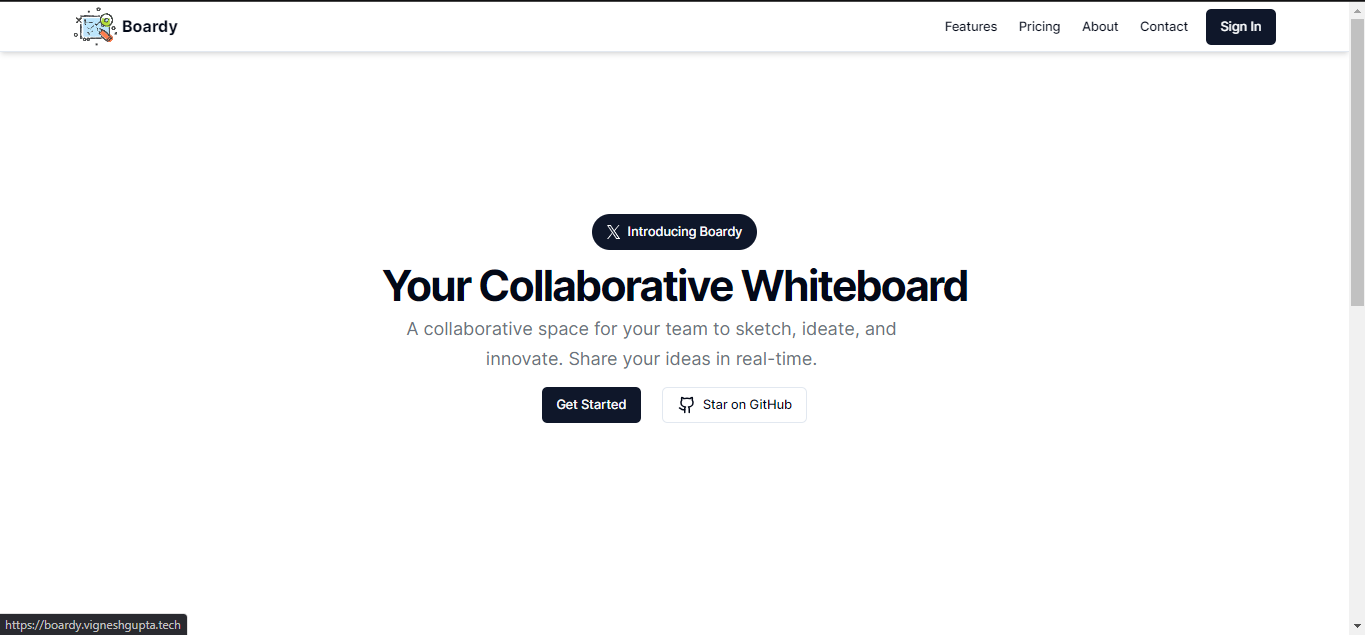 Boardy
Features Pricing About Contact Sign In
𝕏 Introducing Boardy
Your Collaborative Whiteboard
A collaborative space for your team to sketch, ideate, and
innovate. Share your ideas in real-time.
Get Started Star on GitHub
https://boardy.vigneshgupta.tech